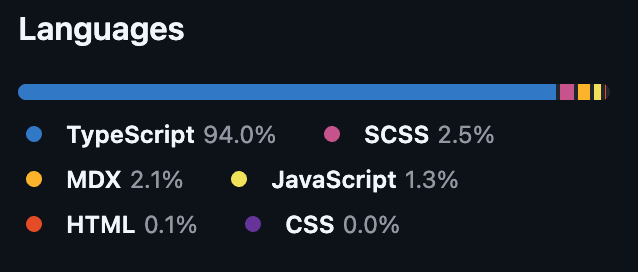 Languages
TypeScript 94.0% SCSS 2.5%
MDX 2.1% JavaScript 1.3%
HTML 0.1% CSS 0.0%